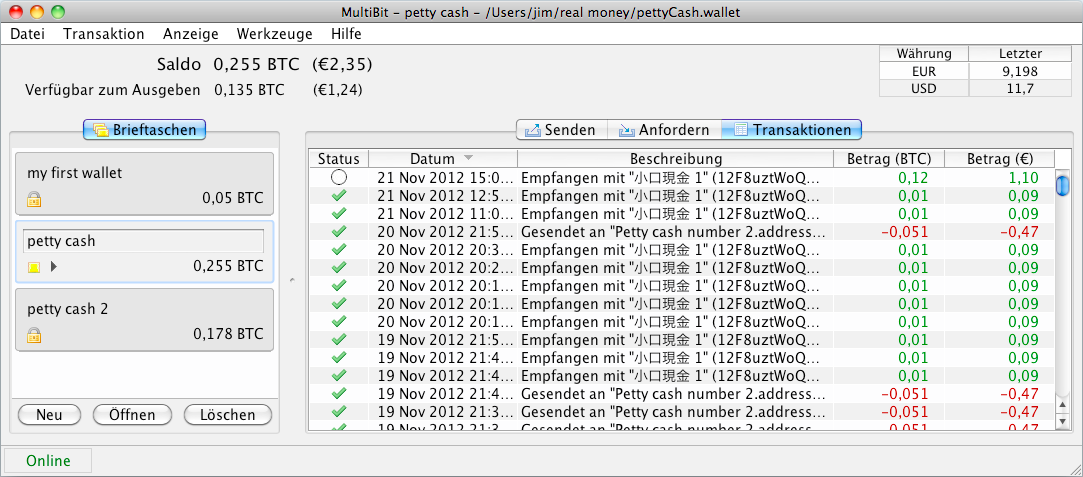 MultiBit - petty cash - /Users/jim/real money/pettyCash.wallet
Datei Transaktion Anzeige Werkzeuge Hilfe
Saldo 0,255 BTC (€2,35)
Verfügbar zum Ausgeben 0,135 BTC (€1,24)
Währung Letzter
EUR 9,198
USD 11,7
Brieftaschen
my first wallet
0,05 BTC
petty cash
0,255 BTC
petty cash 2
0,178 BTC
Neu Öffnen Löschen
Senden Anfordern Transaktionen
Status Datum Beschreibung Betrag (BTC) Betrag (€)
21 Nov 2012 15:0... Empfangen mit "小口現金 1" (12F8uztWoQ... 0,12 1,10
21 Nov 2012 12:5... Empfangen mit "小口現金 1" (12F8uztWoQ... 0,01 0,09
21 Nov 2012 11:0... Empfangen mit "小口現金 1" (12F8uztWoQ... 0,01 0,09
20 Nov 2012 21:5... Gesendet an "Petty cash number 2.address... -0,051 -0,47
20 Nov 2012 20:3... Empfangen mit "小口現金 1" (12F8uztWoQ... 0,01 0,09
20 Nov 2012 20:2... Empfangen mit "小口現金 1" (12F8uztWoQ... 0,01 0,09
20 Nov 2012 20:1... Empfangen mit "小口現金 1" (12F8uztWoQ... 0,01 0,09
20 Nov 2012 20:1... Empfangen mit "小口現金 1" (12F8uztWoQ... 0,01 0,09
20 Nov 2012 20:1... Empfangen mit "小口現金 1" (12F8uztWoQ... 0,01 0,09
19 Nov 2012 21:5... Empfangen mit "小口現金 1" (12F8uztWoQ... 0,01 0,09
19 Nov 2012 21:4... Empfangen mit "小口現金 1" (12F8uztWoQ... 0,01 0,09
19 Nov 2012 21:4... Empfangen mit "小口現金 1" (12F8uztWoQ... 0,01 0,09
19 Nov 2012 21:4... Gesendet an "Petty cash number 2.address... -0,051 -0,47
19 Nov 2012 21:3... Gesendet an "Petty cash number 2.address... -0,051 -0,47
19 Nov 2012 21:3... Gesendet an "Petty cash number 2.address... -0,051 -0,47
Online